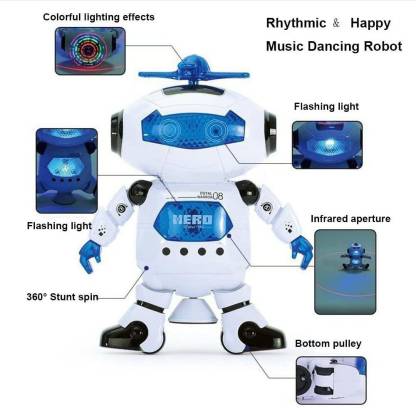 Colorful lighting effects
Rhythmic & Happy
Music Dancing Robot
Flashing light
08
HERO
Flashing light
Infrared aperture
360° Stunt spin
Bottom pulley